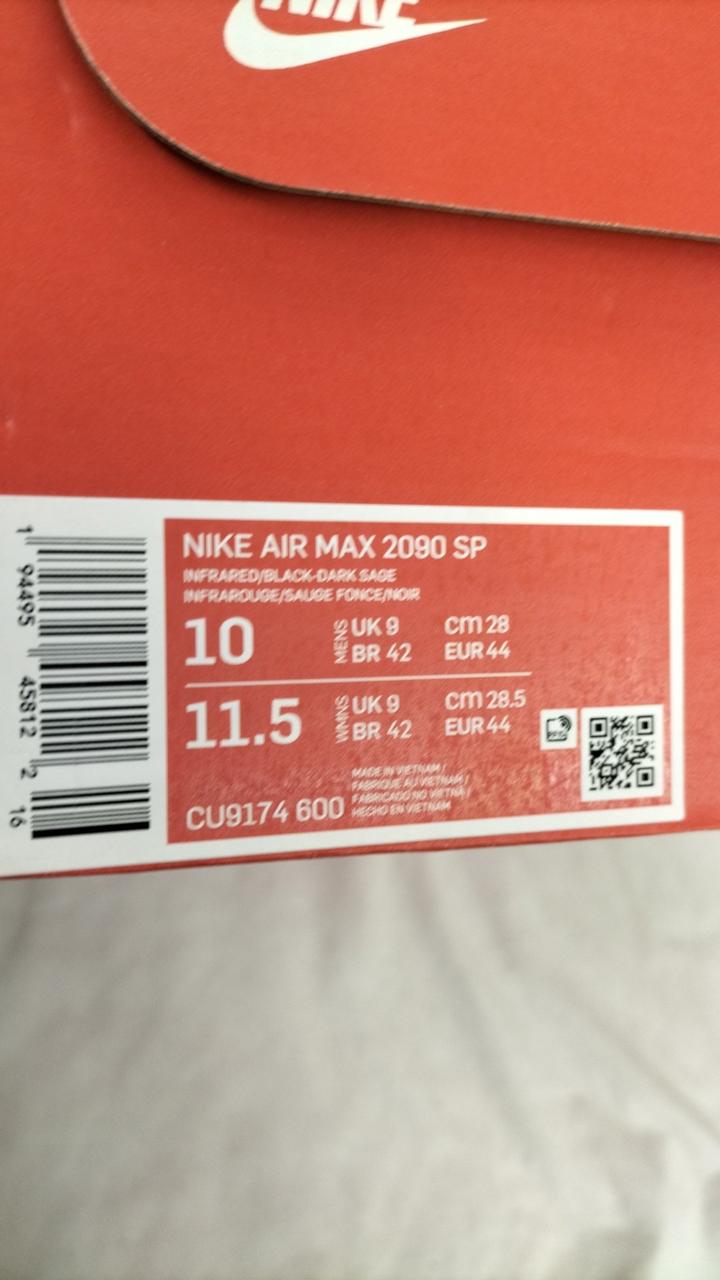 NIKE
NIKE AIR MAX 2090 SP
INFRARED/BLACK-DARK SAGE
INFRAROUGE/SAUGE FONCE/NOIR
10 MENS UK 9 cm 28
BR 42 EUR 44
11.5 WMNS UK 9 cm 28.5
BR 42 EUR 44
MADE IN VIETNAM /
FABRIQUE AU VIETNAM /
FABRICADO NO VIETNÃ /
HECHO EN VIETNAM
CU9174 600
1 94495 45812 2 16